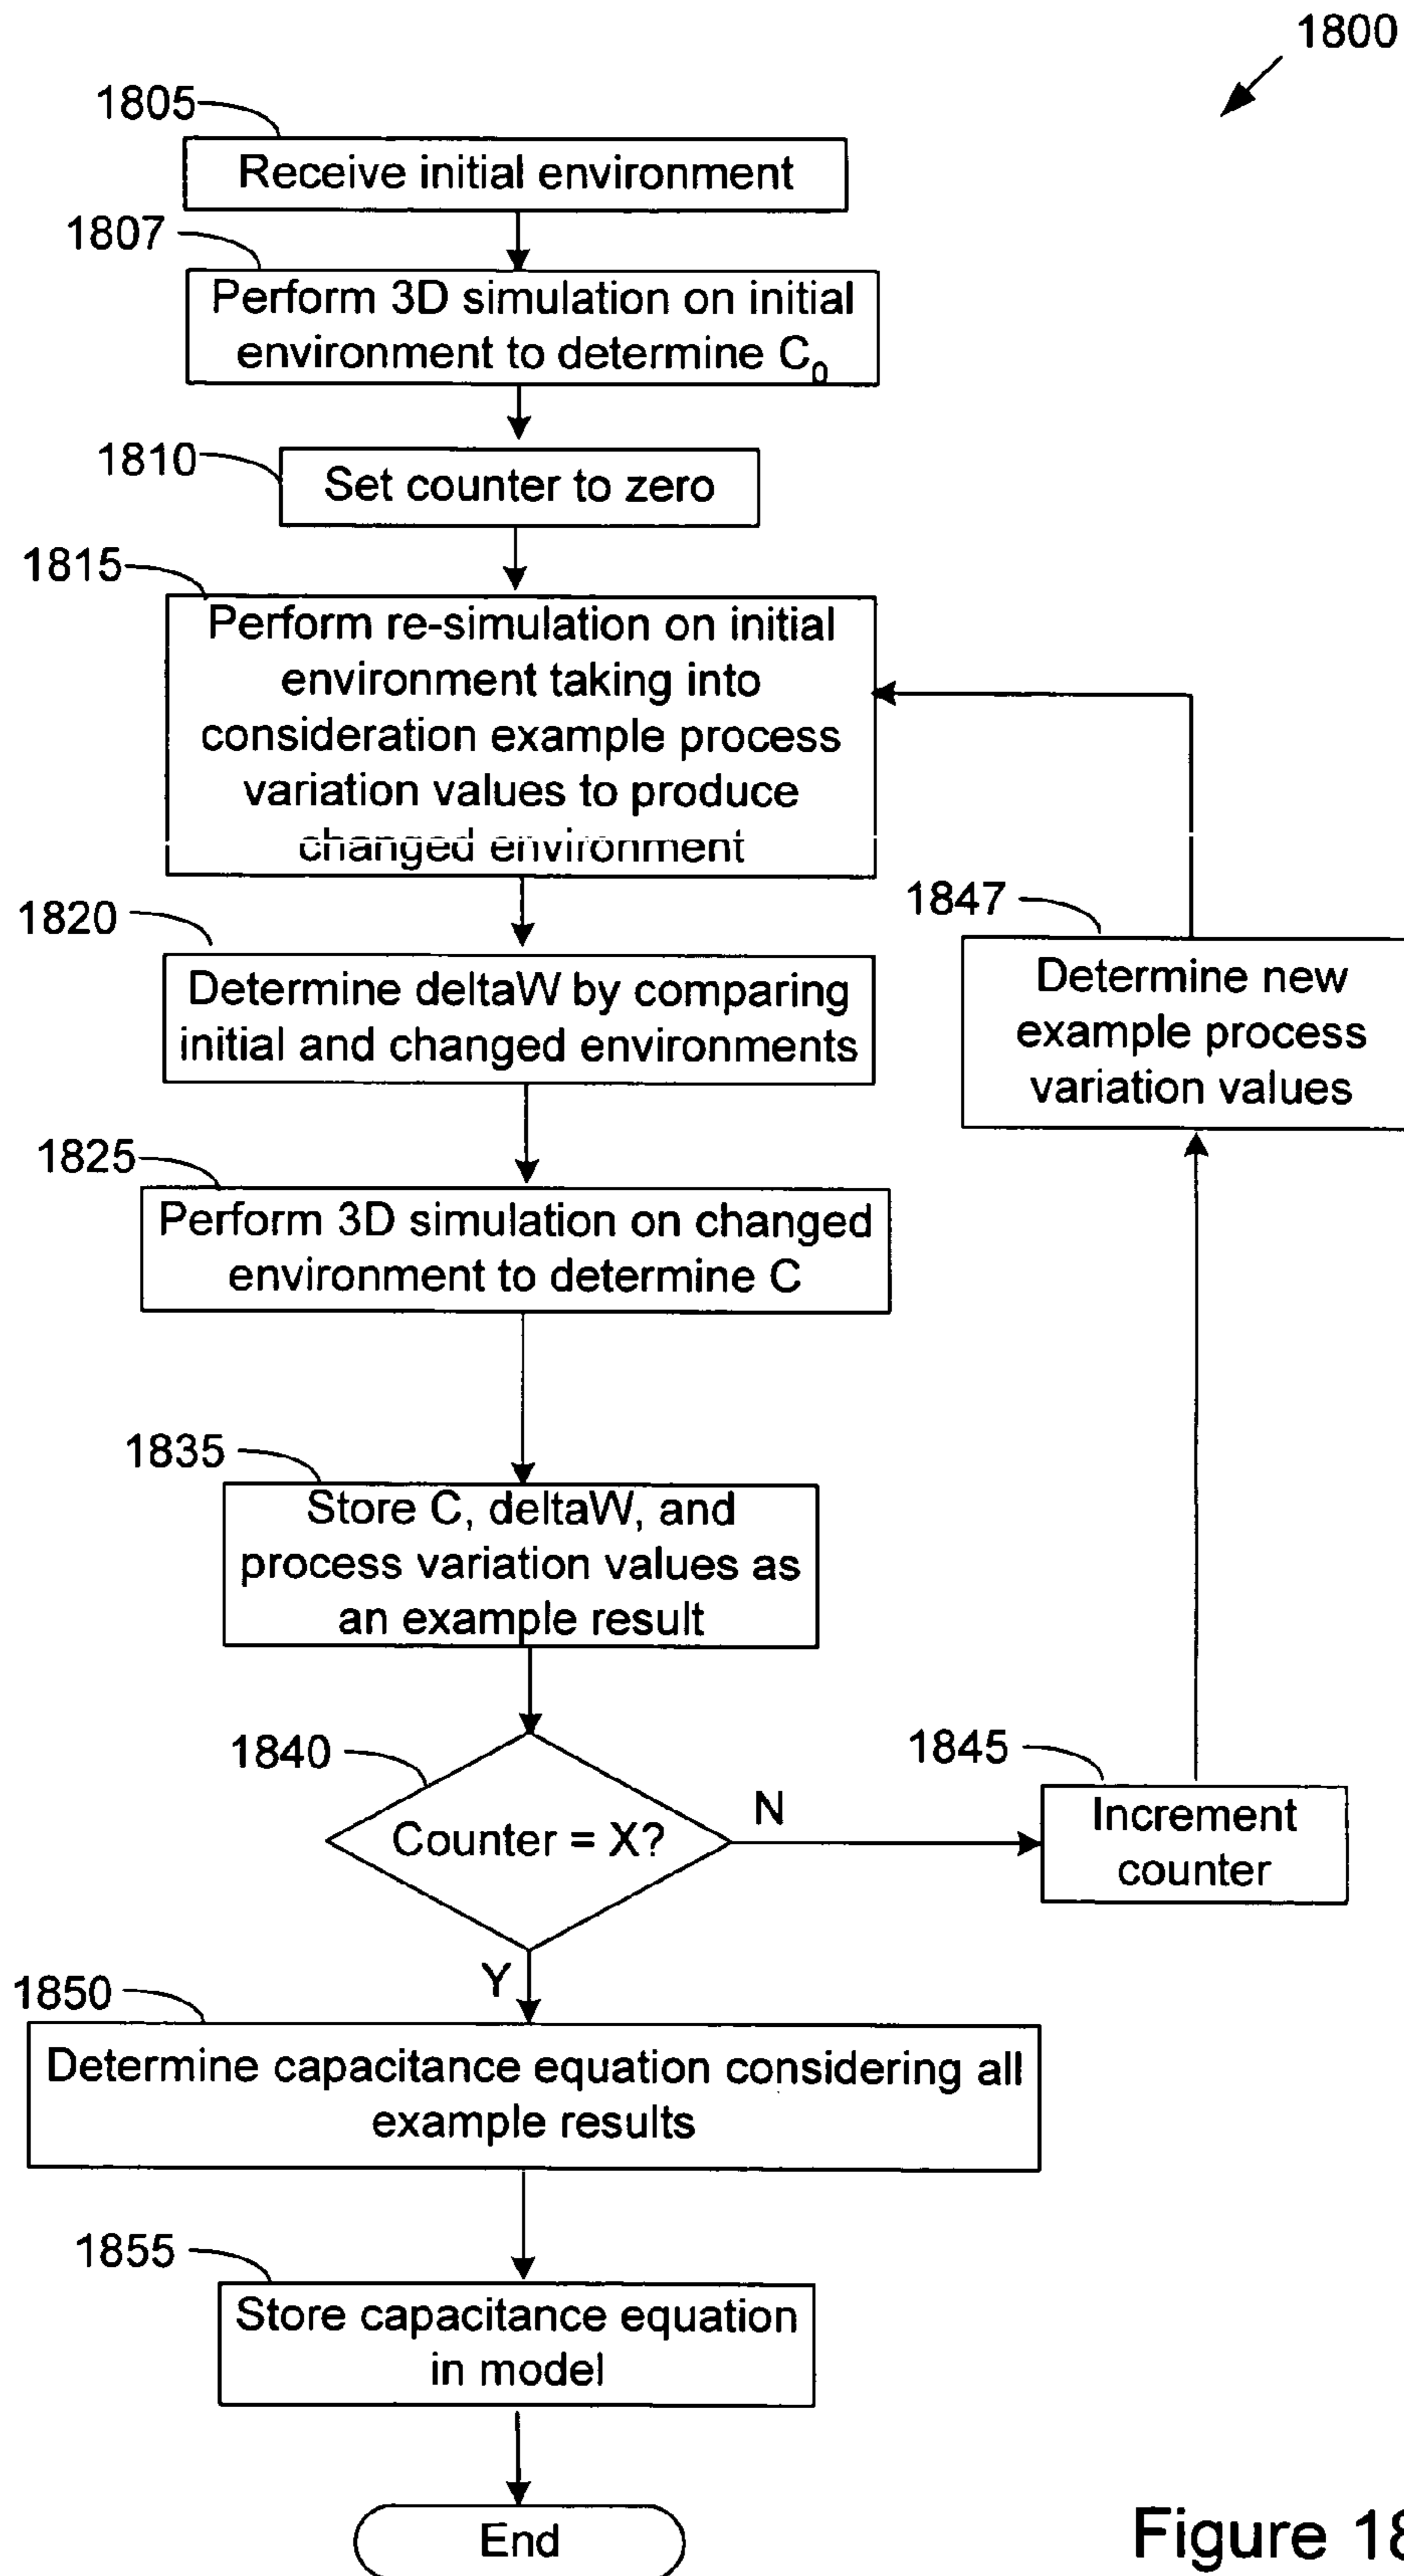 1800
1805
Receive initial environment
1807
Perform 3D simulation on initial
environment to determine C₀
1810
Set counter to zero
1815
Perform re-simulation on initial
environment taking into
consideration example process
variation values to produce
changed environment
1820
Determine deltaW by comparing
initial and changed environments
1825
Perform 3D simulation on changed
environment to determine C
1835
Store C, deltaW, and
process variation values as
an example result
1840
Counter = X?
N
1845
Increment
counter
1847
Determine new
example process
variation values
Y
1850
Determine capacitance equation considering all
example results
1855
Store capacitance equation
in model
End
Figure 18